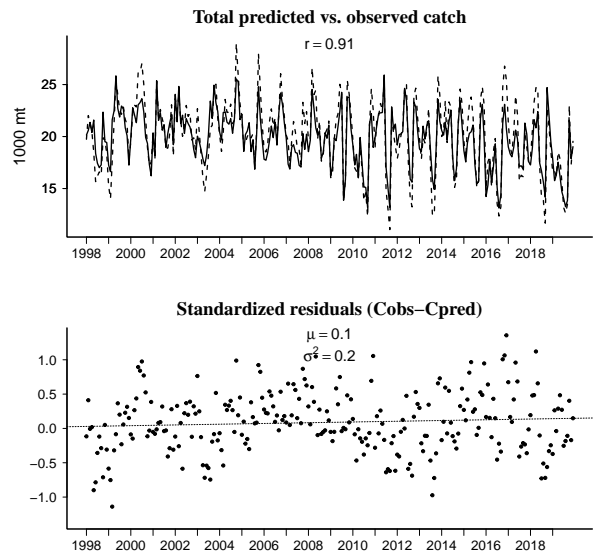 Total predicted vs. observed catch
r = 0.91
1000 mt
25
20
15
1998 2000 2002 2004 2006 2008 2010 2012 2014 2016 2018
Standardized residuals (Cobs−Cpred)
μ = 0.1
σ² = 0.2
1.0
0.5
0.0
−0.5
−1.0
1998 2000 2002 2004 2006 2008 2010 2012 2014 2016 2018